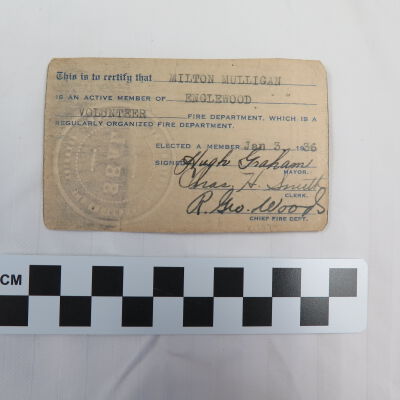 This is to certify that MILTON MULLIGAN
IS AN ACTIVE MEMBER OF ENGLEWOOD
VOLUNTEER FIRE DEPARTMENT, WHICH IS A
REGULARLY ORGANIZED FIRE DEPARTMENT.
ELECTED A MEMBER Jan 3, 1936
SIGNED Hugh Grahame
MAYOR.
Chas H. Smith
CLERK.
R. Geo. Woods
CHIEF FIRE DEPT.
CM